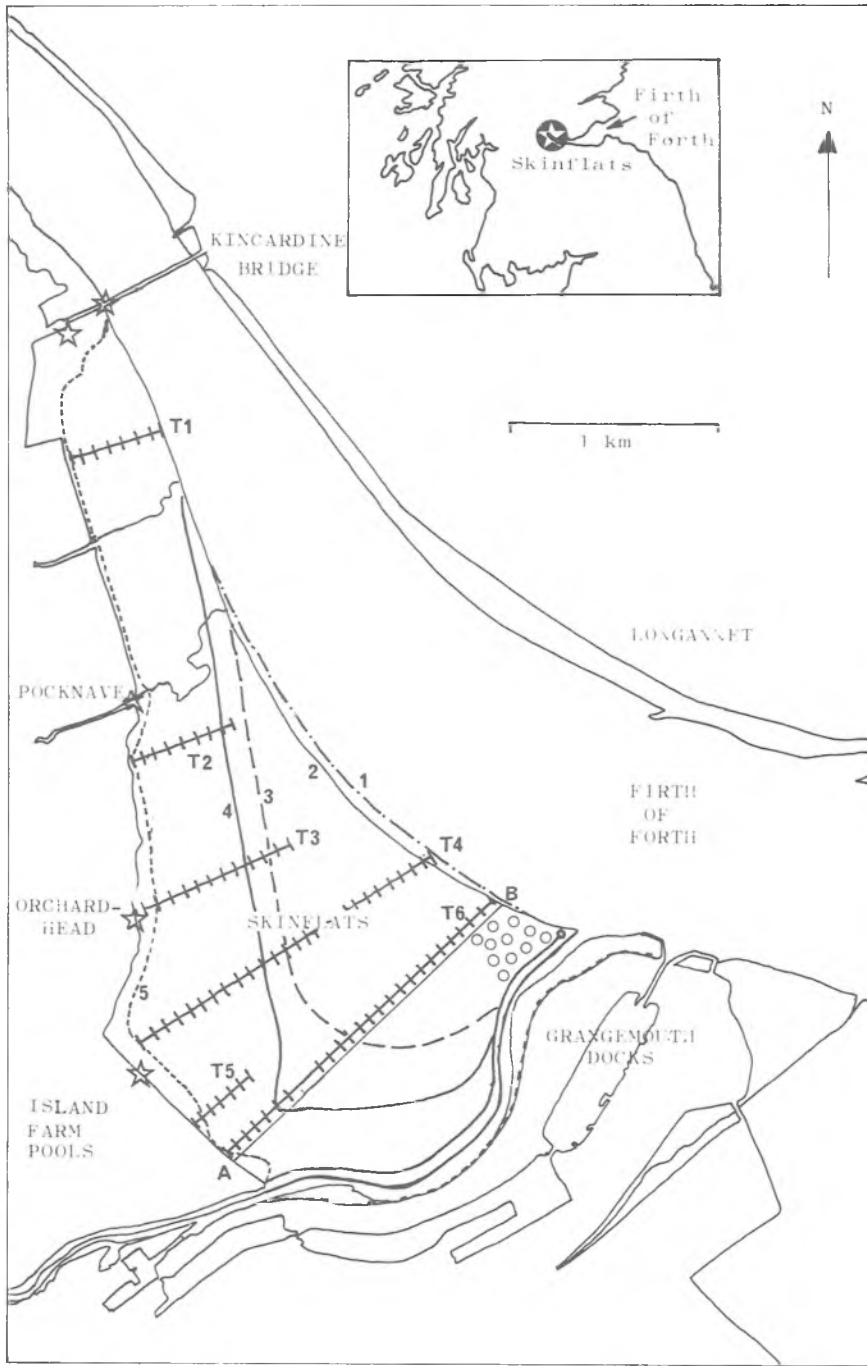 Firth
of
Forth
Skinflats
N
KINCARDINE
BRIDGE
T1
1 km
LONGANNET
POCKNAVE
T2
2
1
3
4
FIRTH
OF
FORTH
T3
T4
B
T6
ORCHARD-
HEAD
SKINFLATS
5
GRANGEMOUTH
DOCKS
T5
ISLAND
FARM
POOLS
A